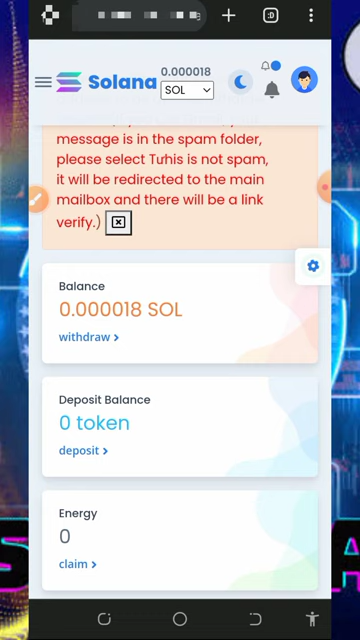 :D
Solana
0.000018
SOL
message is in the spam folder,
please select Tuhis is not spam,
it will be redirected to the main
mailbox and there will be a link
verify.)
Balance
0.000018 SOL
withdraw
Deposit Balance
0 token
deposit
Energy
0
claim